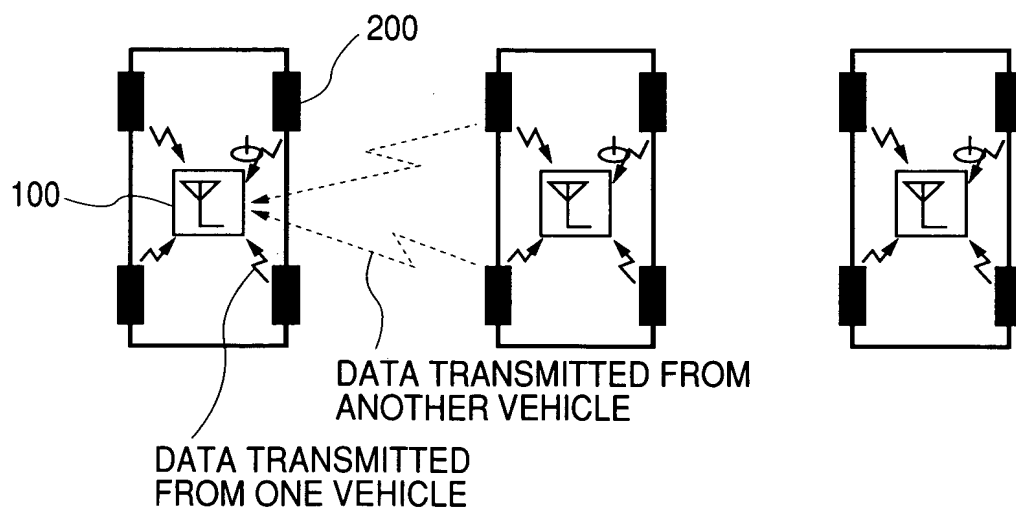 200
100
DATA TRANSMITTED FROM
ANOTHER VEHICLE
DATA TRANSMITTED
FROM ONE VEHICLE